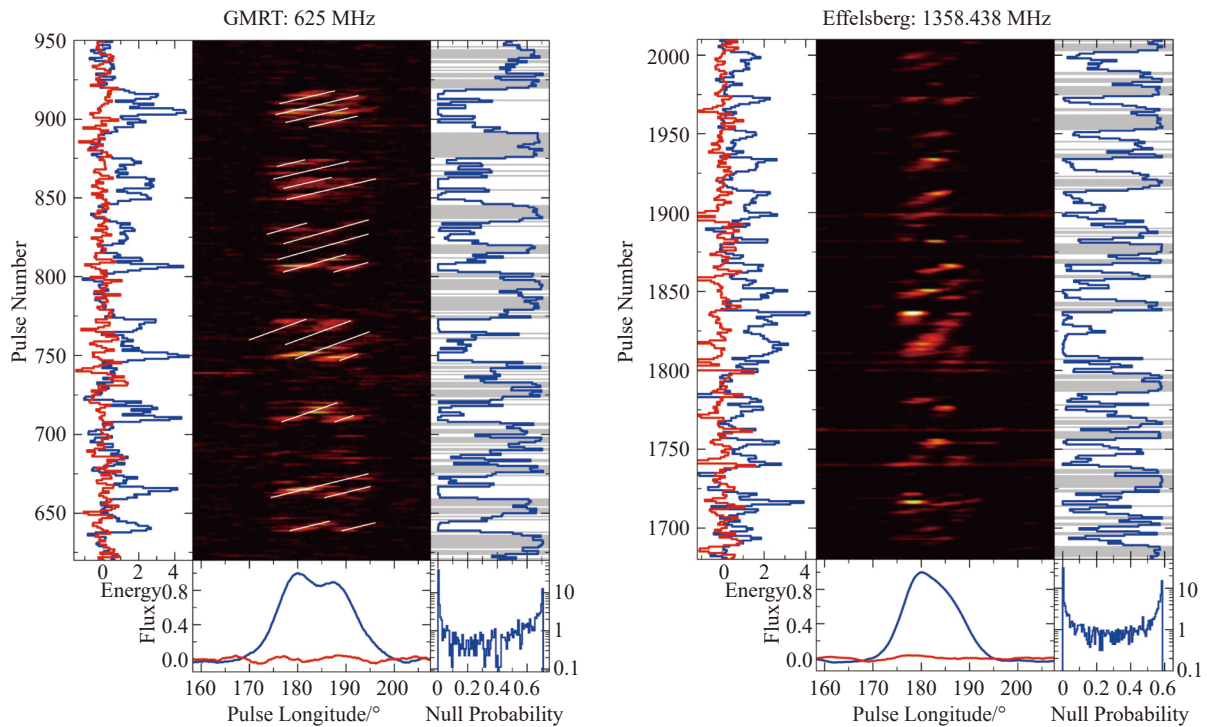 GMRT: 625 MHz
950
900
850
800
750
700
650
Pulse Number
0 2 4
Energy
0.8
0.4
0.0
Flux
160 170 180 190 200
Pulse Longitude/°
10
1
0.1
0 0.2 0.4 0.6
Null Probability
Effelsberg: 1358.438 MHz
2000
1950
1900
1850
1800
1750
1700
Pulse Number
0 2 4
Energy
0.8
0.4
0.0
Flux
160 170 180 190 200
Pulse Longitude/°
10
1
0.1
0 0.2 0.4 0.6
Null Probability